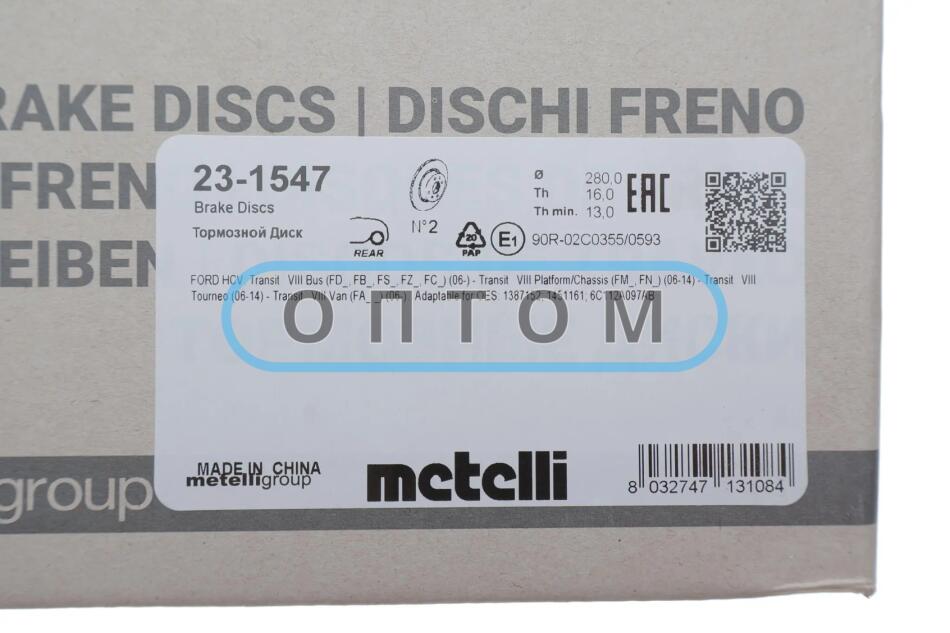 RAKE DISCS | DISCHI FRENO
FREN
EIBEN
23-1547
Brake Discs
Тормозной Диск
N°2
REAR
20
PAP
E1
Ø 280,0
Th 16,0
Th min. 13,0
EAC
90R-02C0355/0593
FORD HCV: Transit VIII Bus (FD_, FB_, FS_, FZ_, FC_) (06-) - Transit VIII Platform/Chassis (FM_, FN_) (06-14) - Transit VIII
Tourneo (06-14) - Transit VIII Van (FA_ _) (06-) Adaptable for OES: 1387152,
ОПТОМ
MADE IN CHINA
metelligroup
metelli
8 032747 131084
group